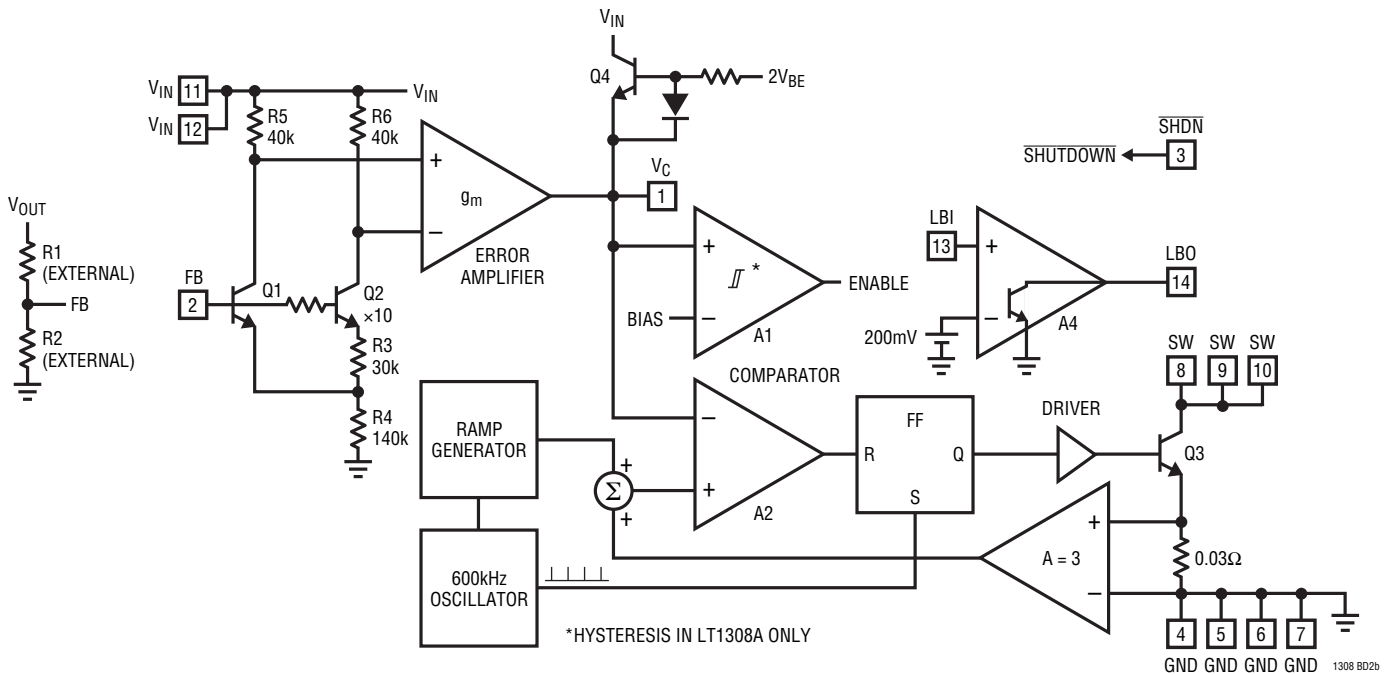 VIN
Q4
2VBE
VIN 11
VIN
VIN 12
R5
40k
R6
40k
+
gm
−
ERROR
AMPLIFIER
VC
1
SHDN
3
SHUTDOWN
VOUT
R1
(EXTERNAL)
FB
R2
(EXTERNAL)
FB
2
Q1
Q2
×10
R3
30k
R4
140k
+
*
−
BIAS
A1
ENABLE
LBI
13
+
−
200mV
A4
LBO
14
SW SW SW
8 9 10
COMPARATOR
−
+
A2
RAMP
GENERATOR
+
Σ
+
FF
R Q
S
DRIVER
Q3
600kHz
OSCILLATOR
A = 3
+
−
0.03Ω
4 5 6 7
GND GND GND GND
*HYSTERESIS IN LT1308A ONLY
1308 BD2b